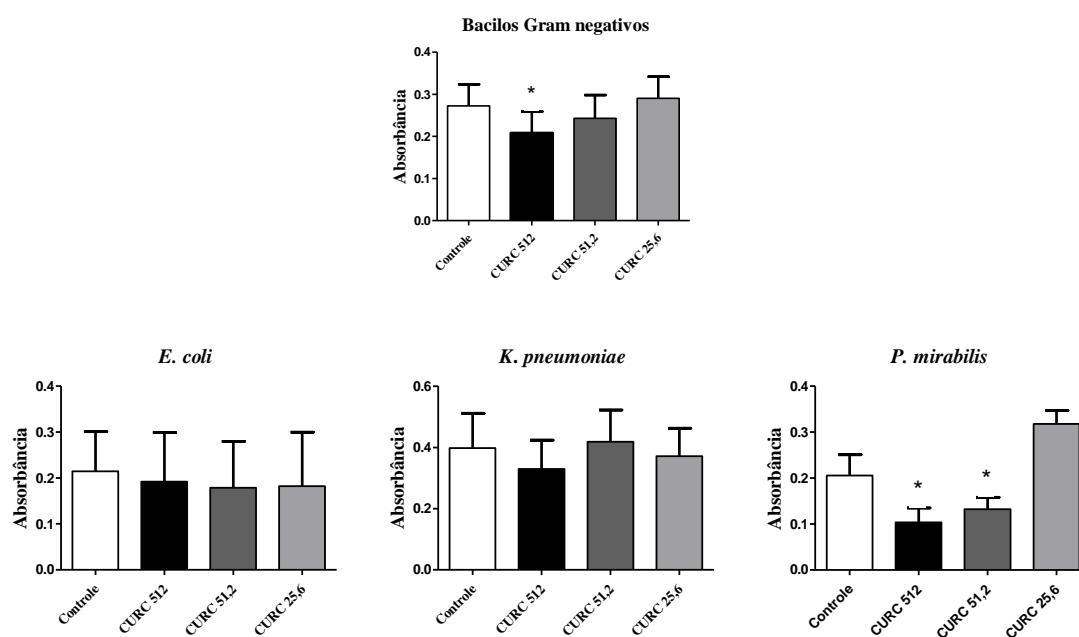 Bacilos Gram negativos
Absorbância
0.4
0.3
0.2
0.1
0.0
*
Controle
CURC 512
CURC 51,2
CURC 25,6
E. coli
Absorbância
0.4
0.3
0.2
0.1
0.0
Controle
CURC 512
CURC 51,2
CURC 25,6
K. pneumoniae
Absorbância
0.6
0.4
0.2
0.0
Controle
CURC 512
CURC 51,2
CURC 25,6
P. mirabilis
Absorbância
0.4
0.3
0.2
0.1
0.0
*
*
Controle
CURC 512
CURC 51,2
CURC 25,6